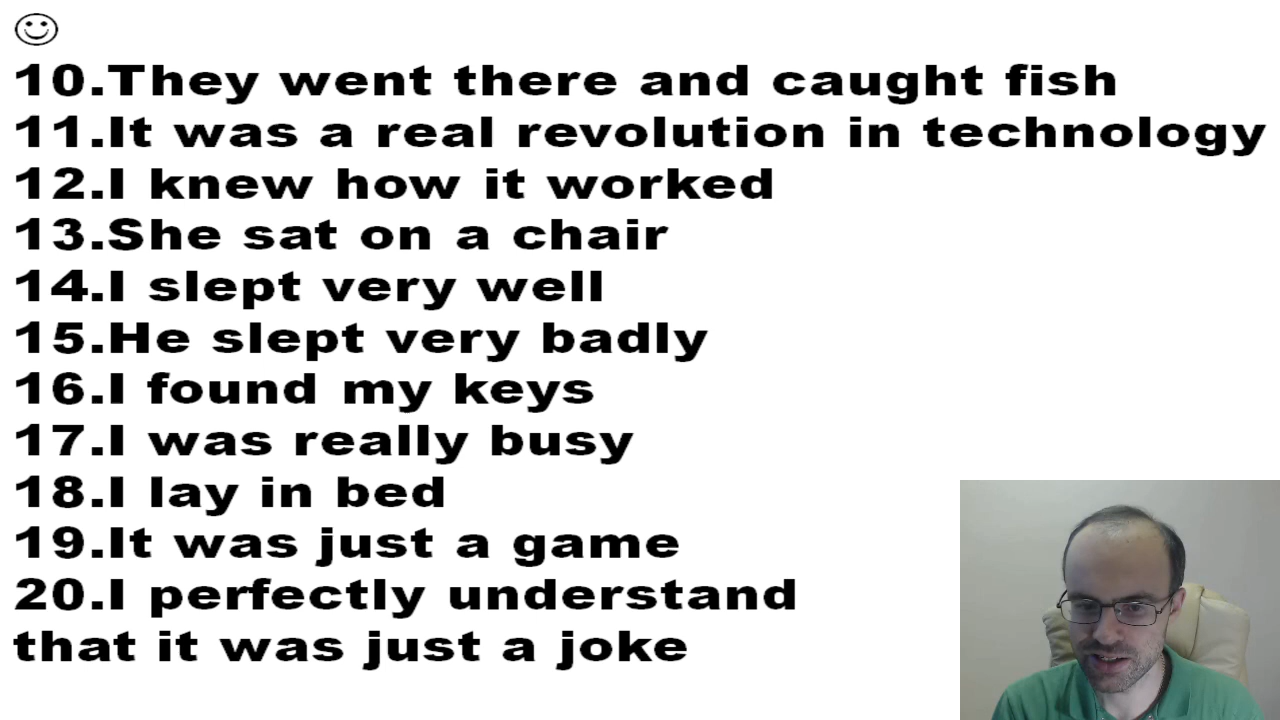 10.They went there and caught fish
11.It was a real revolution in technology
12.I knew how it worked
13.She sat on a chair
14.I slept very well
15.He slept very badly
16.I found my keys
17.I was really busy
18.I lay in bed
19.It was just a game
20.I perfectly understand
that it was just a joke